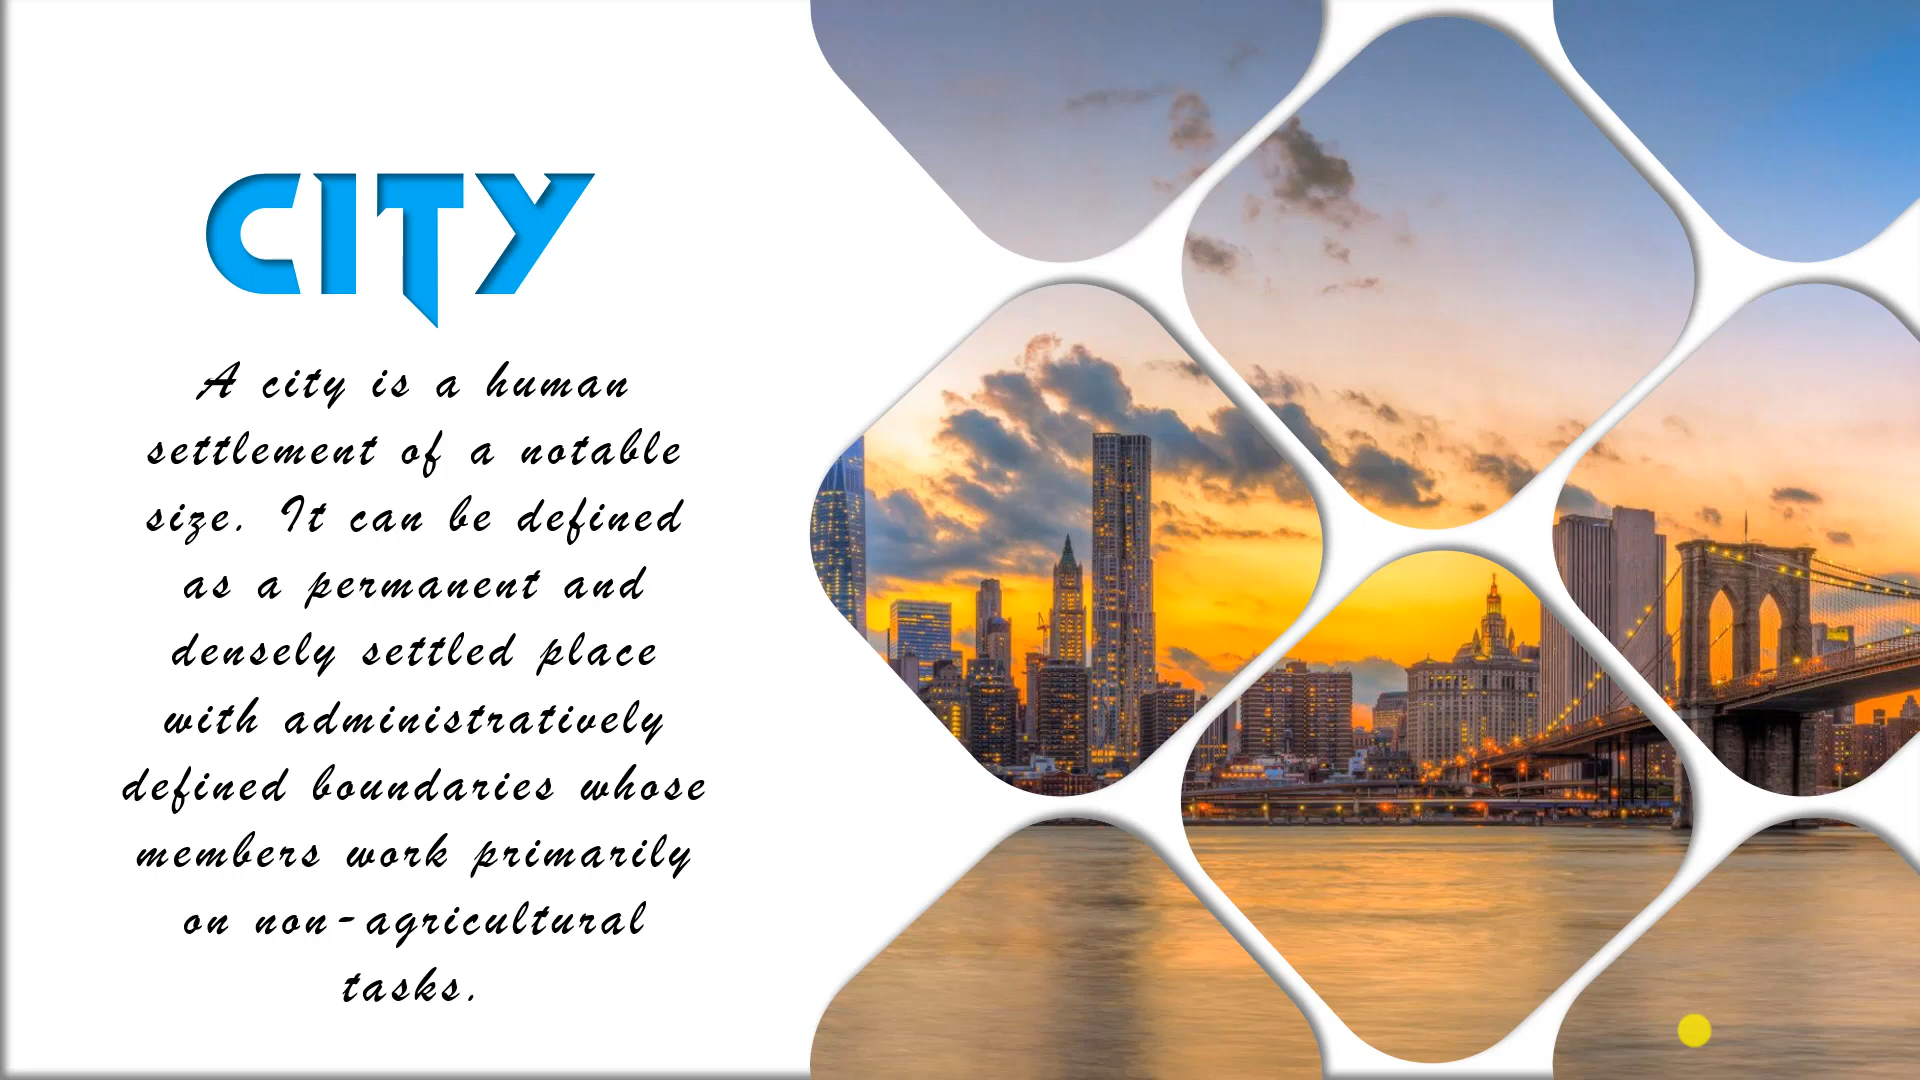 CITY
A city is a human
settlement of a notable
size. It can be defined
as a permanent and
densely settled place
with administratively
defined boundaries whose
members work primarily
on non-agricultural
tasks.